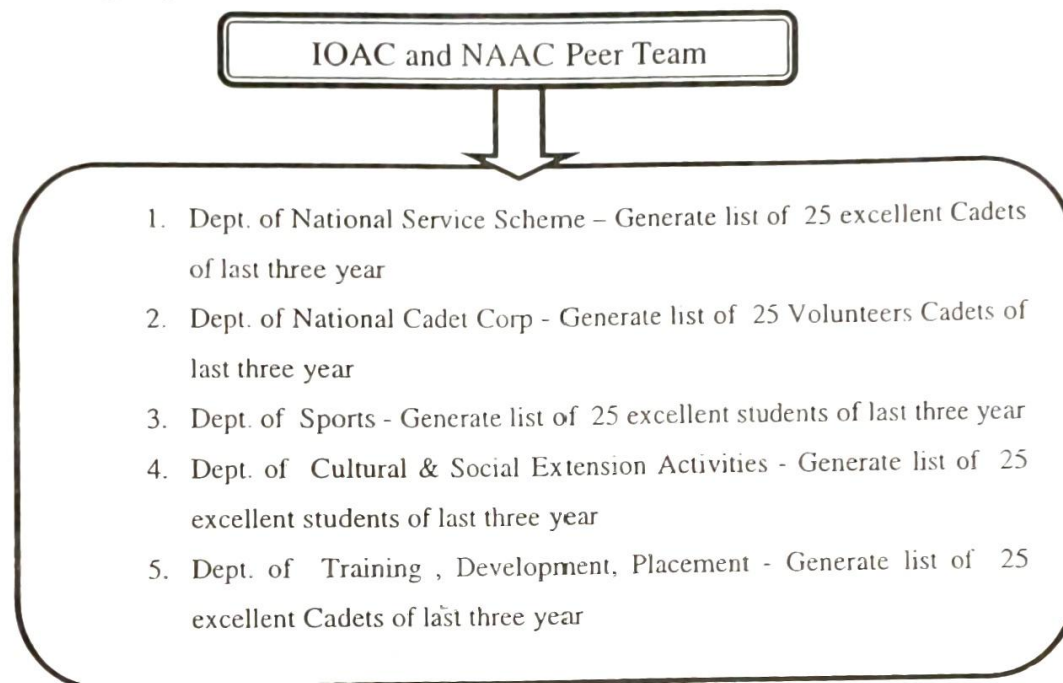 IOAC and NAAC Peer Team
1. Dept. of National Service Scheme – Generate list of 25 excellent Cadets
of last three year
2. Dept. of National Cadet Corp - Generate list of 25 Volunteers Cadets of
last three year
3. Dept. of Sports - Generate list of 25 excellent students of last three year
4. Dept. of Cultural & Social Extension Activities - Generate list of 25
excellent students of last three year
5. Dept. of Training , Development, Placement - Generate list of 25
excellent Cadets of last three year